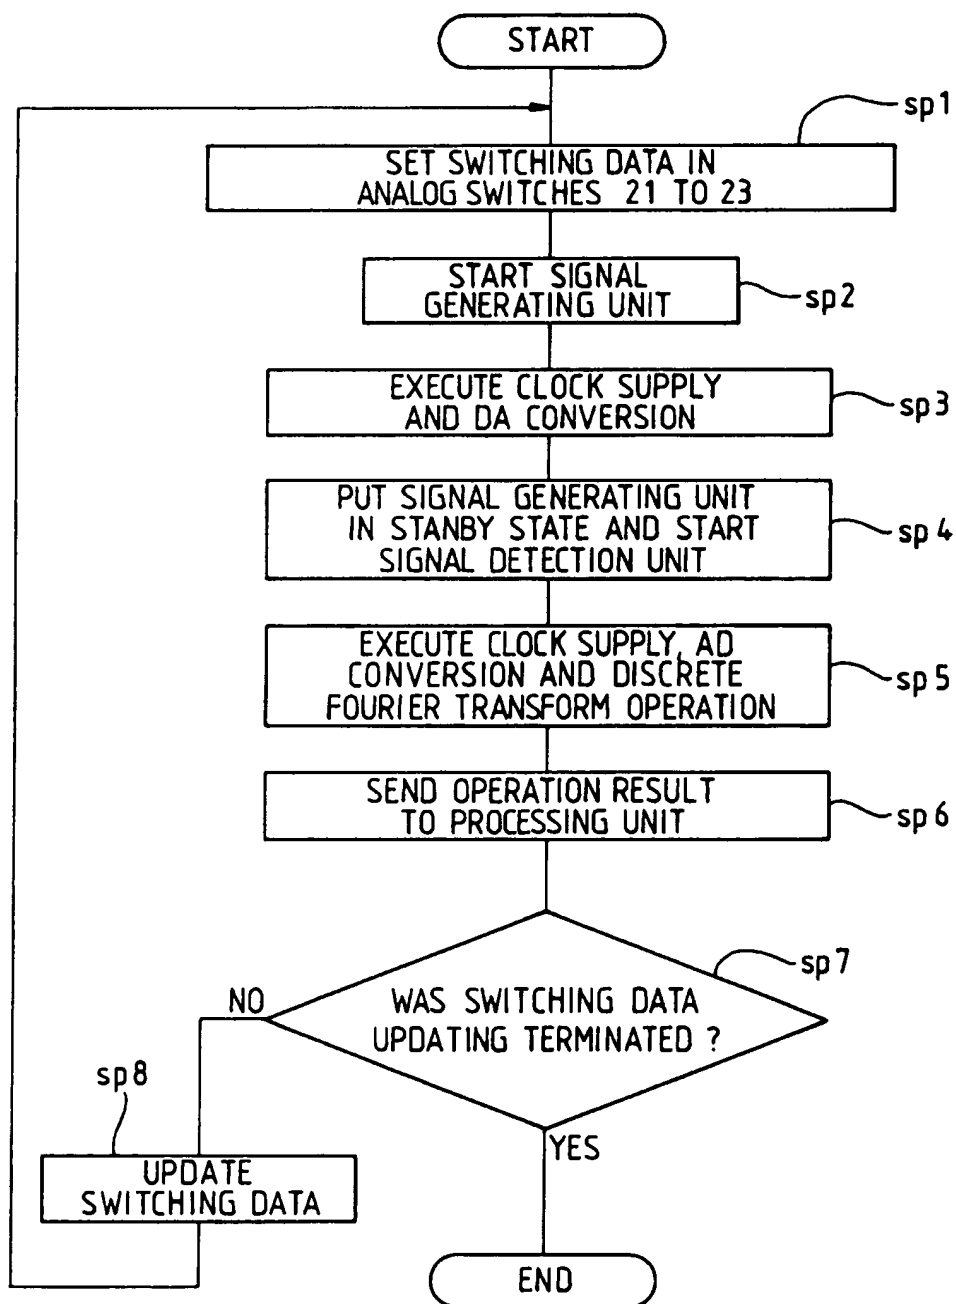 START
sp1
SET SWITCHING DATA IN
ANALOG SWITCHES 21 TO 23
START SIGNAL
GENERATING UNIT
sp2
EXECUTE CLOCK SUPPLY
AND DA CONVERSION
sp3
PUT SIGNAL GENERATING UNIT
IN STANBY STATE AND START
SIGNAL DETECTION UNIT
sp4
EXECUTE CLOCK SUPPLY, AD
CONVERSION AND DISCRETE
FOURIER TRANSFORM OPERATION
sp5
SEND OPERATION RESULT
TO PROCESSING UNIT
sp6
sp7
WAS SWITCHING DATA
UPDATING TERMINATED ?
NO
sp8
YES
UPDATE
SWITCHING DATA
END